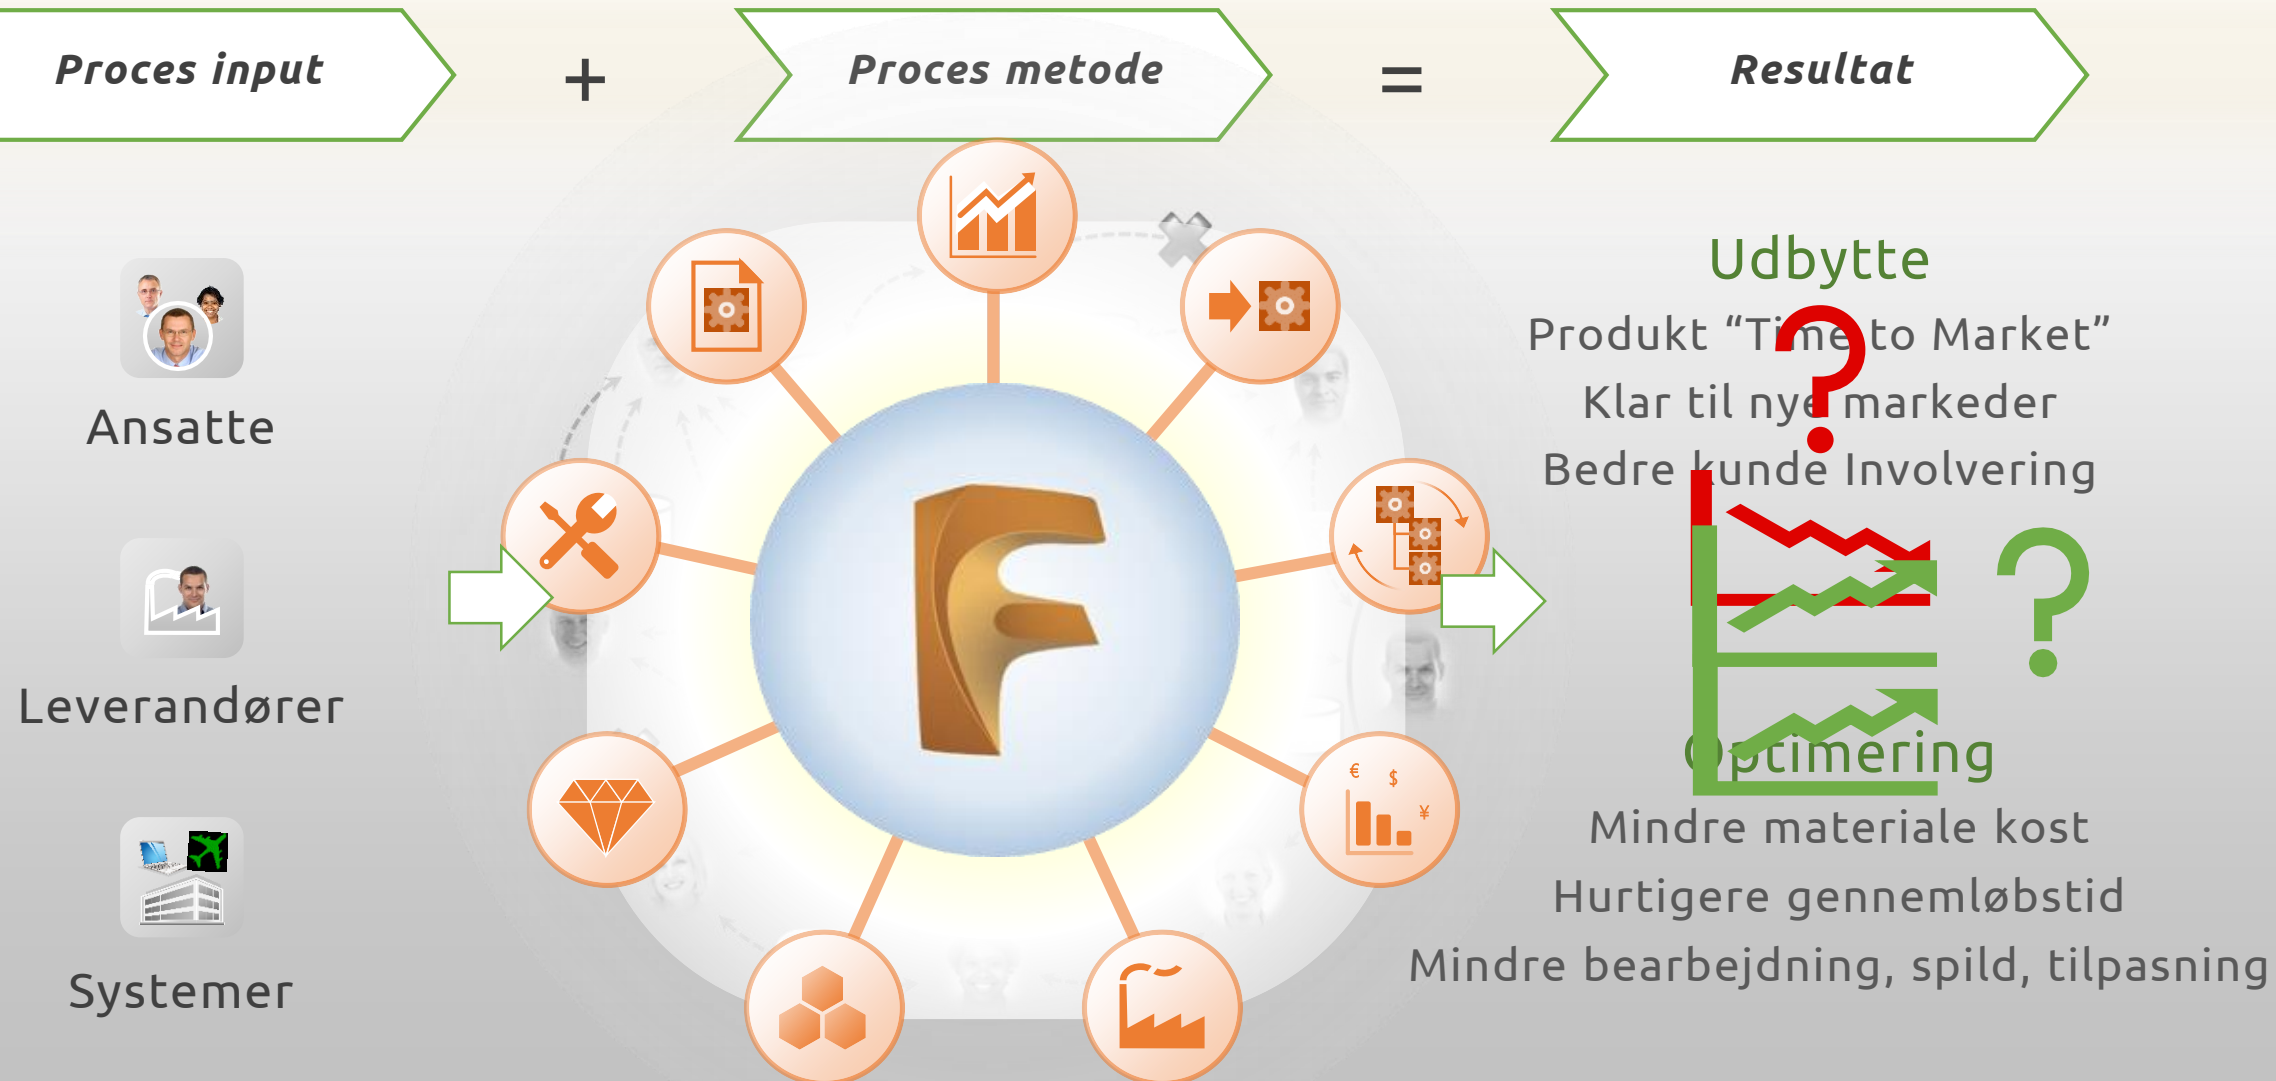 Proces input
+
Proces metode
=
Resultat
Ansatte
Leverandører
Systemer
F
€
$
¥
Udbytte
Produkt “Time to Market”
Klar til nye markeder
Bedre kunde Involvering
?
?
Optimering
Mindre materiale kost
Hurtigere gennemløbstid
Mindre bearbejdning, spild, tilpasning